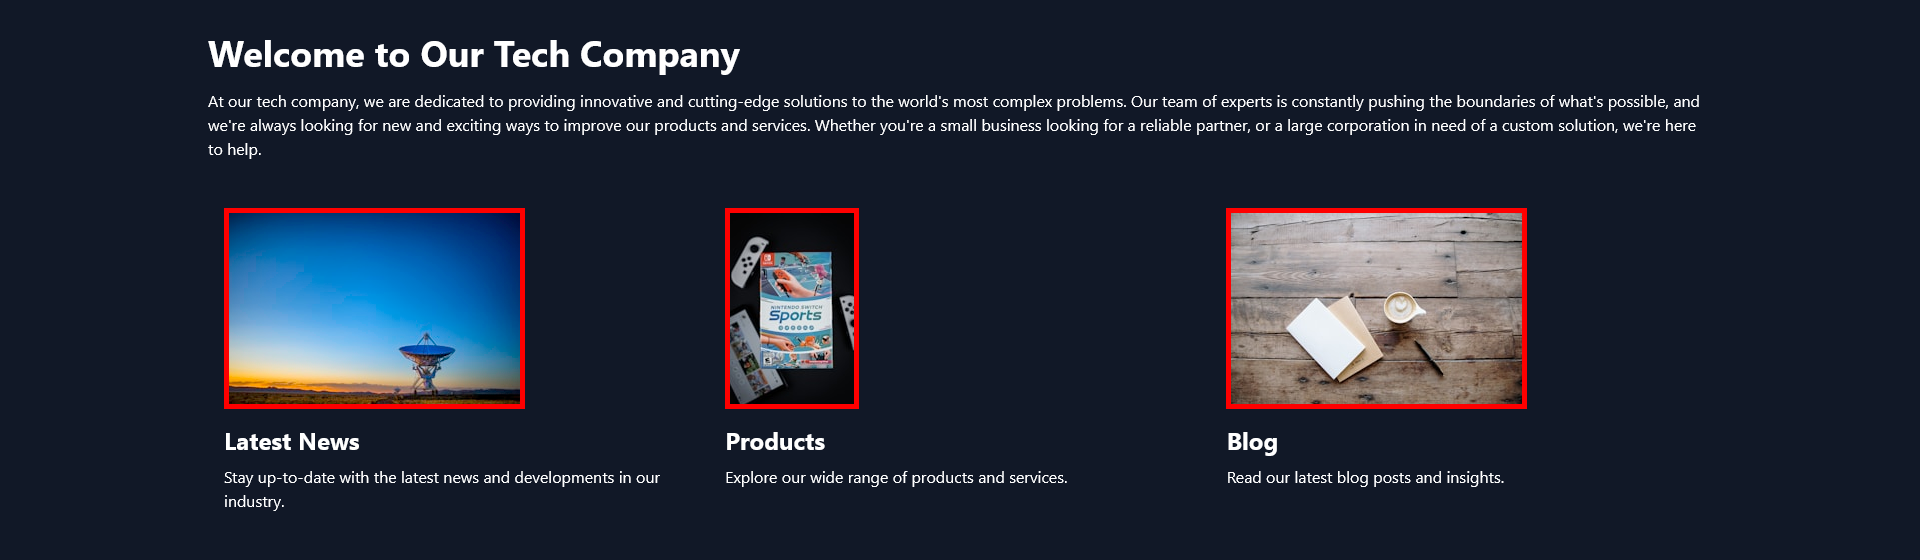 Welcome to Our Tech Company
At our tech company, we are dedicated to providing innovative and cutting-edge solutions to the world's most complex problems. Our team of experts is constantly pushing the boundaries of what's possible, and
we're always looking for new and exciting ways to improve our products and services. Whether you're a small business looking for a reliable partner, or a large corporation in need of a custom solution, we're here
to help.
NINTENDO SWITCH
Sports
Latest News
Products
Blog
Stay up-to-date with the latest news and developments in our
industry.
Explore our wide range of products and services.
Read our latest blog posts and insights.